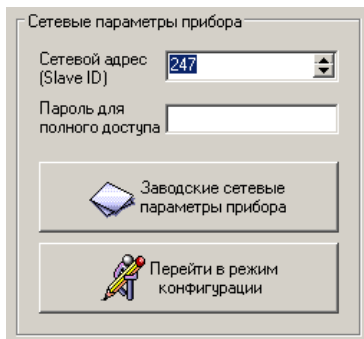 Сетевые параметры прибора
Сетевой адрес
(Slave ID)
247
Пароль для
полного доступа
Заводские сетевые
параметры прибора
Перейти в режим
конфигурации